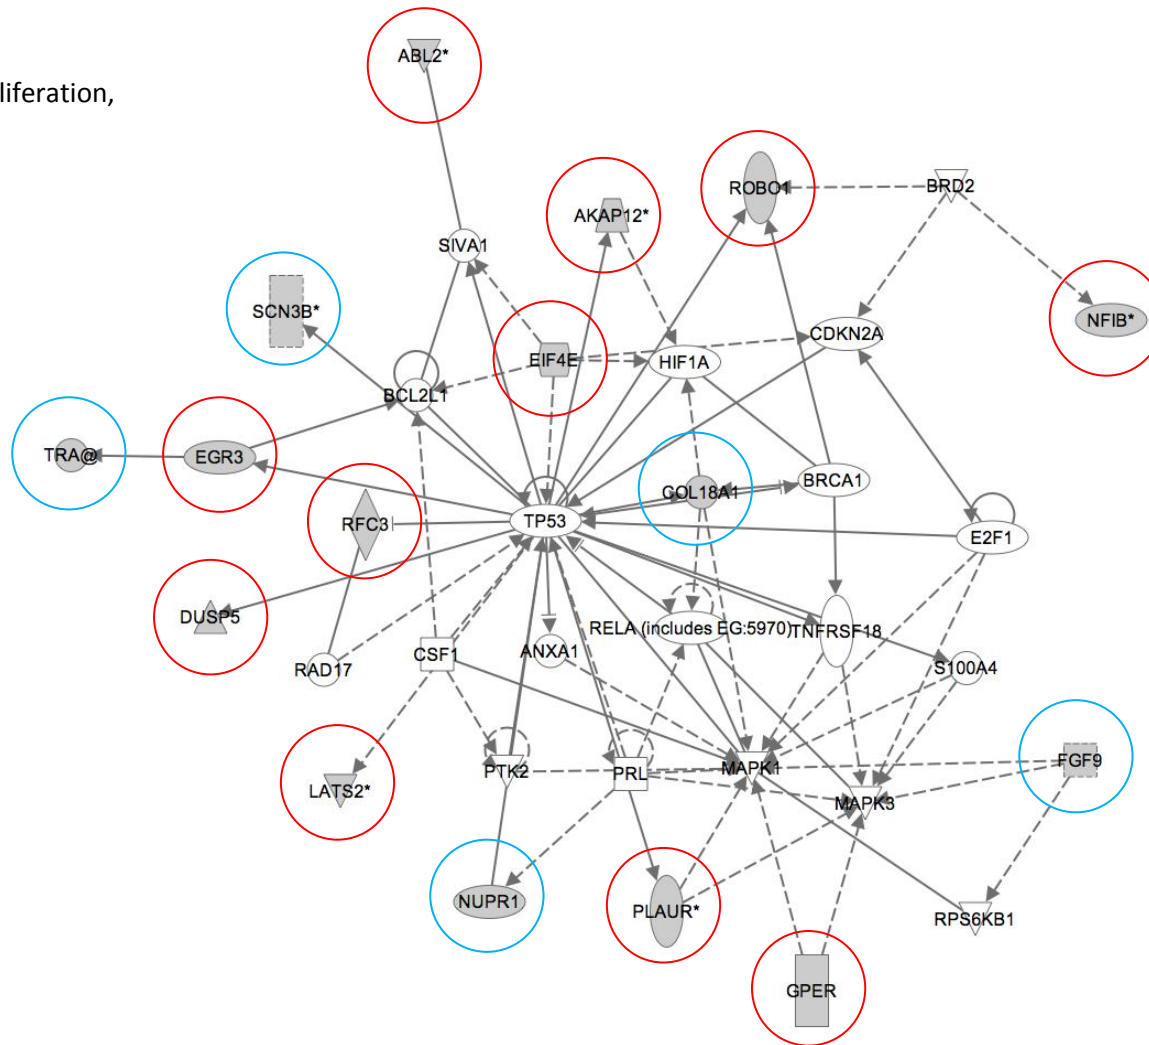 ABL2*
liferation,
ROBO1
BRD2
AKAP12*
SIVA1
SCN3B*
NFIB*
CDKN2A
EIF4E
HIF1A
BCL2L1
TRA@
EGR3
BRCA1
COL18A1
TP53
RFC3
E2F1
DUSP5
RELA (includes EG:5970)
TNFRSF18
CSF1
ANXA1
RAD17
S100A4
FGF9
PTK2
PRL
MAPK1
LATS2*
MAPK3
NUPR1
PLAUR*
RPS6KB1
GPER